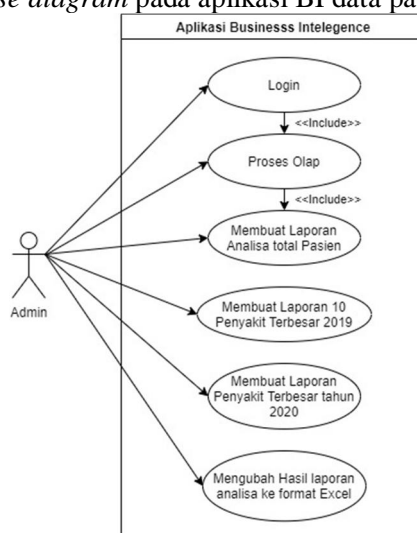 se diagram pada aplikasi BI data pa
Aplikasi Businesss Intelegence
Login
<<Include>>
Proses Olap
<<Include>>
Membuat Laporan
Analisa total Pasien
Admin
Membuat Laporan 10
Penyakit Terbesar 2019
Membuat Laporan
Penyakit Terbesar tahun
2020
Mengubah Hasil laporan
analisa ke format Excel